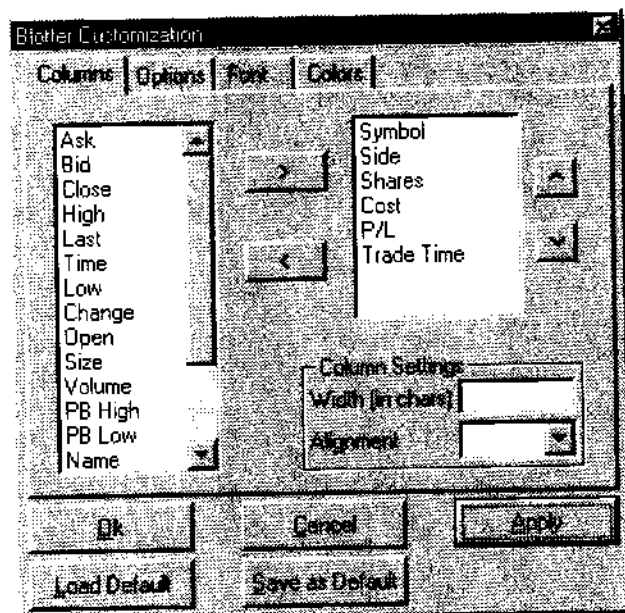 Blotter Customization
Columns Options Font Colors
Ask
Bid
Close
High
Last
Time
Low
Change
Open
Size
Volume
PB High
PB Low
Name
>
<
Symbol
Side
Shares
Cost
P/L
Trade Time
Column Settings
Width (in chars)
Alignment
Ok Cancel Apply
Load Default Save as Default